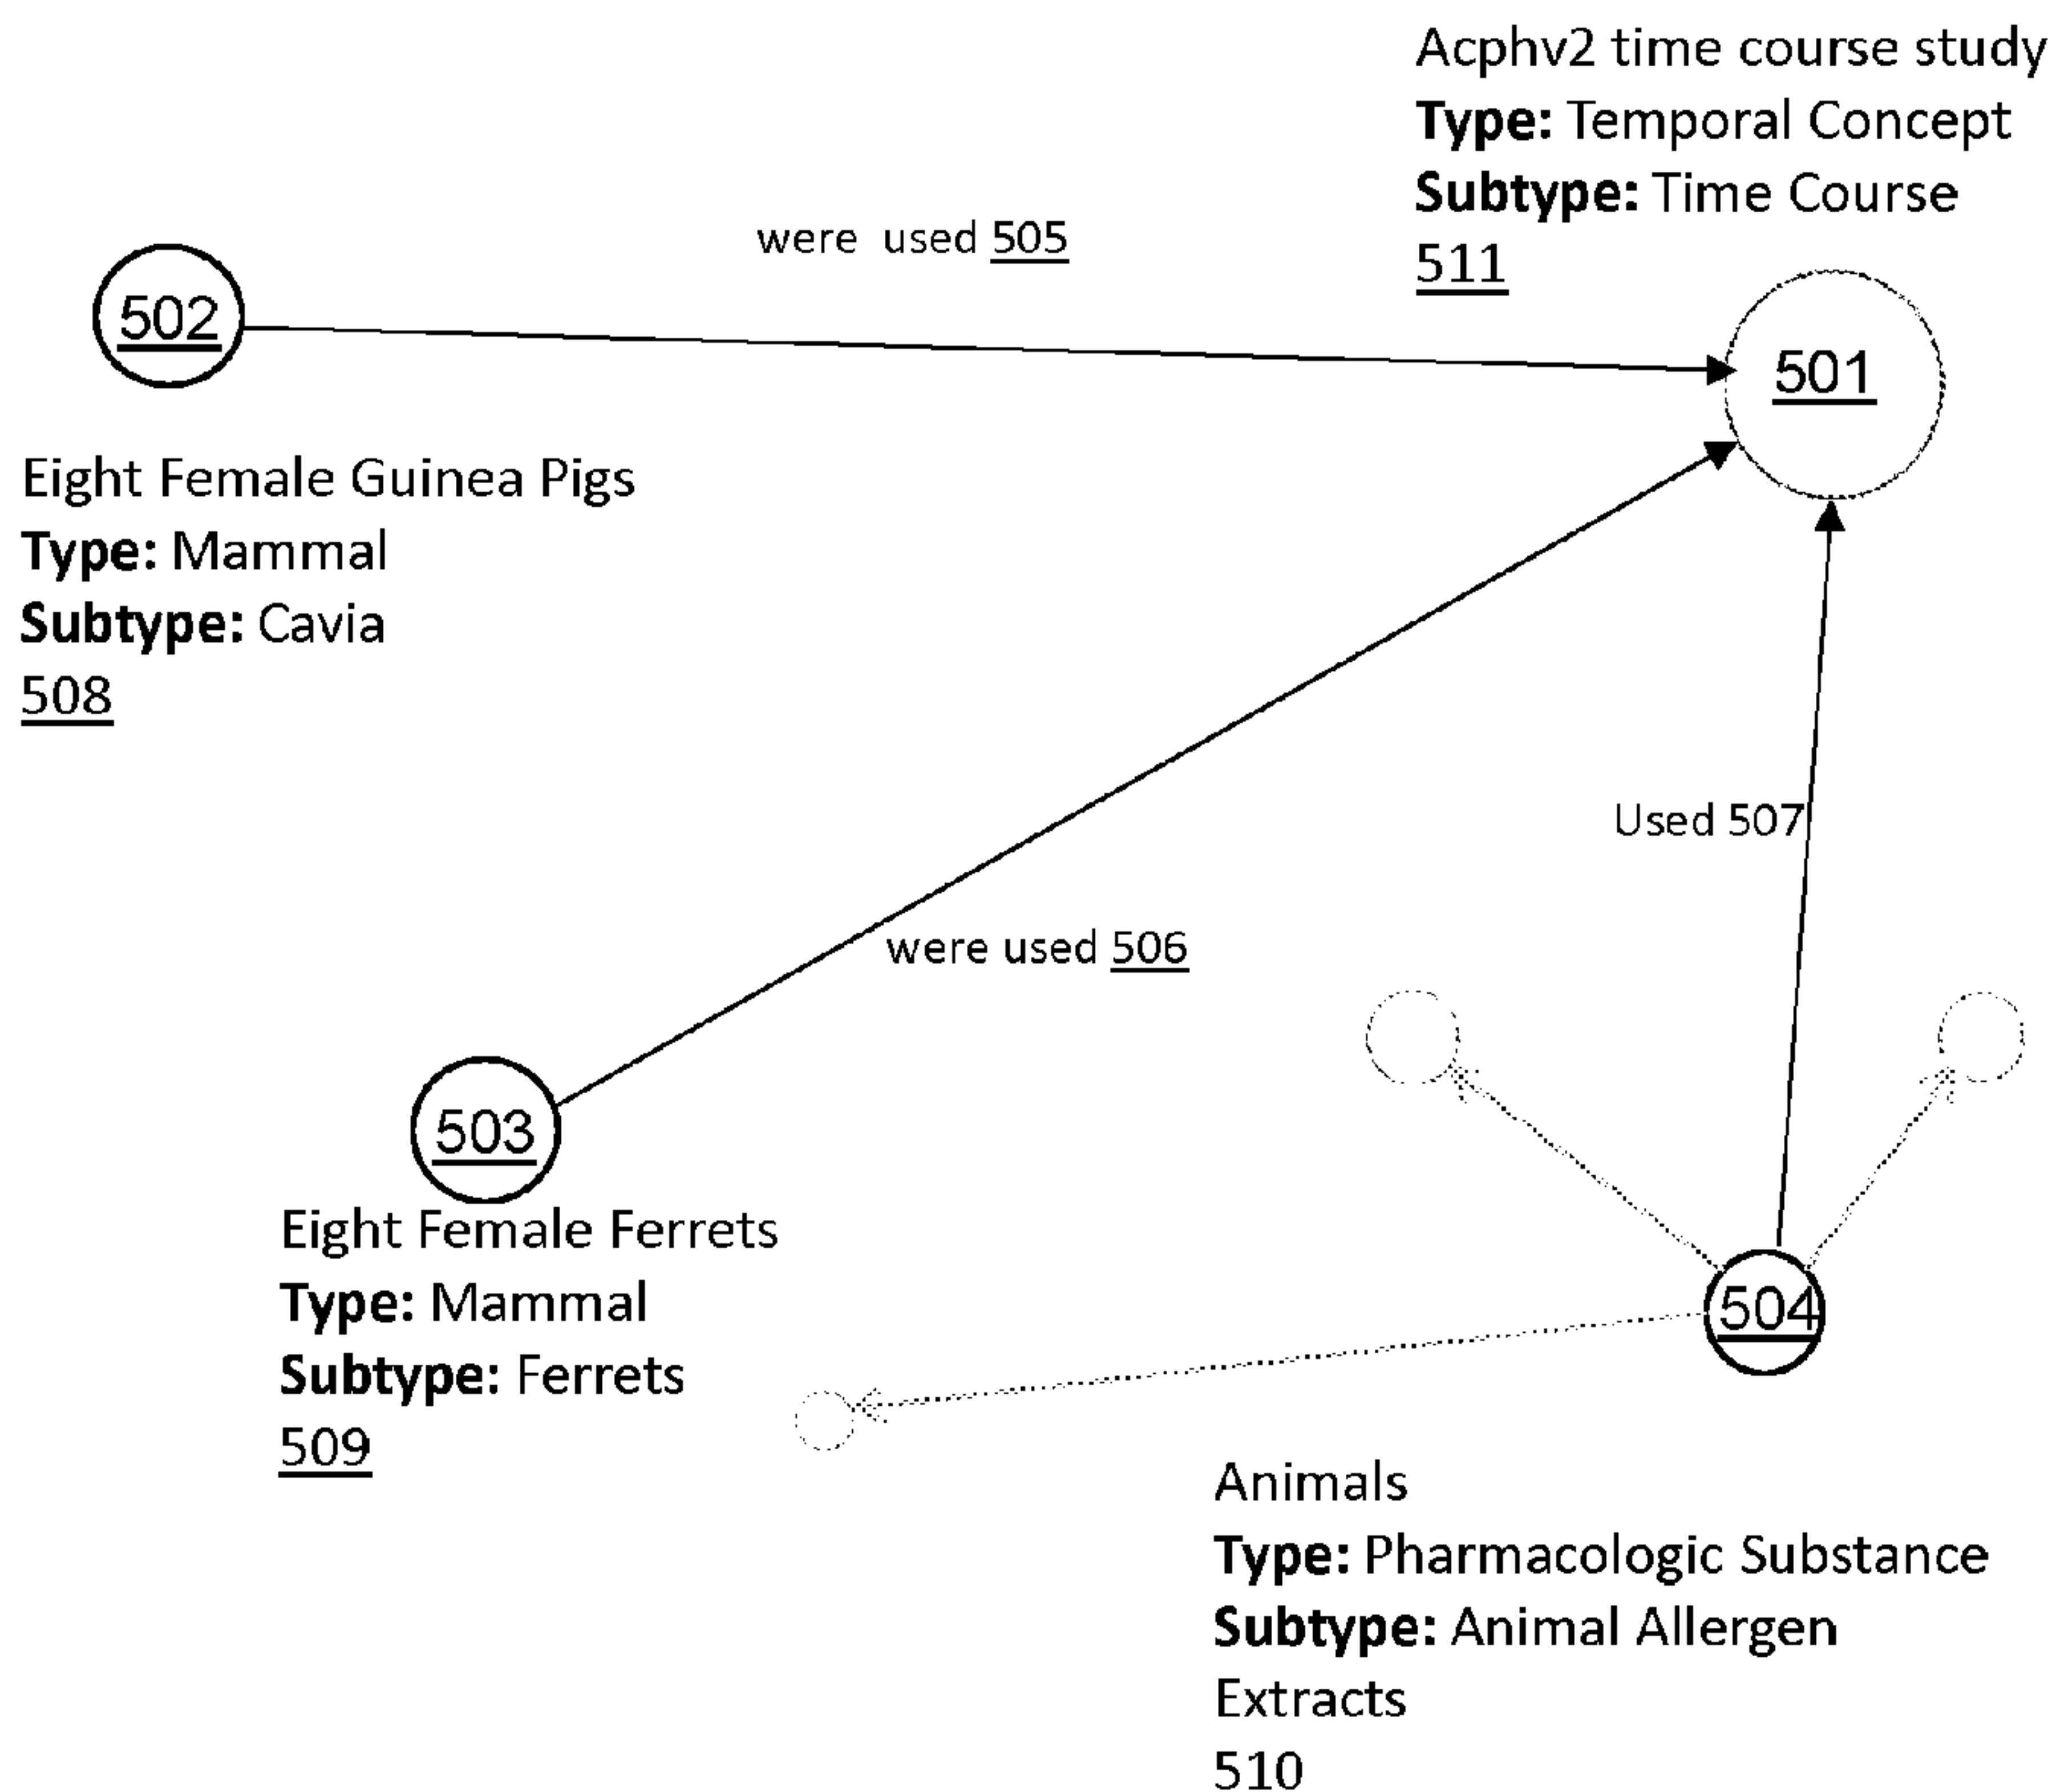 Acphv2 time course study
Type: Temporal Concept
Subtype: Time Course
511
were used 505
502
501
Eight Female Guinea Pigs
Type: Mammal
Subtype: Cavia
508
Used 507
were used 506
503
Eight Female Ferrets
Type: Mammal
Subtype: Ferrets
509
504
Animals
Type: Pharmacologic Substance
Subtype: Animal Allergen
Extracts
510